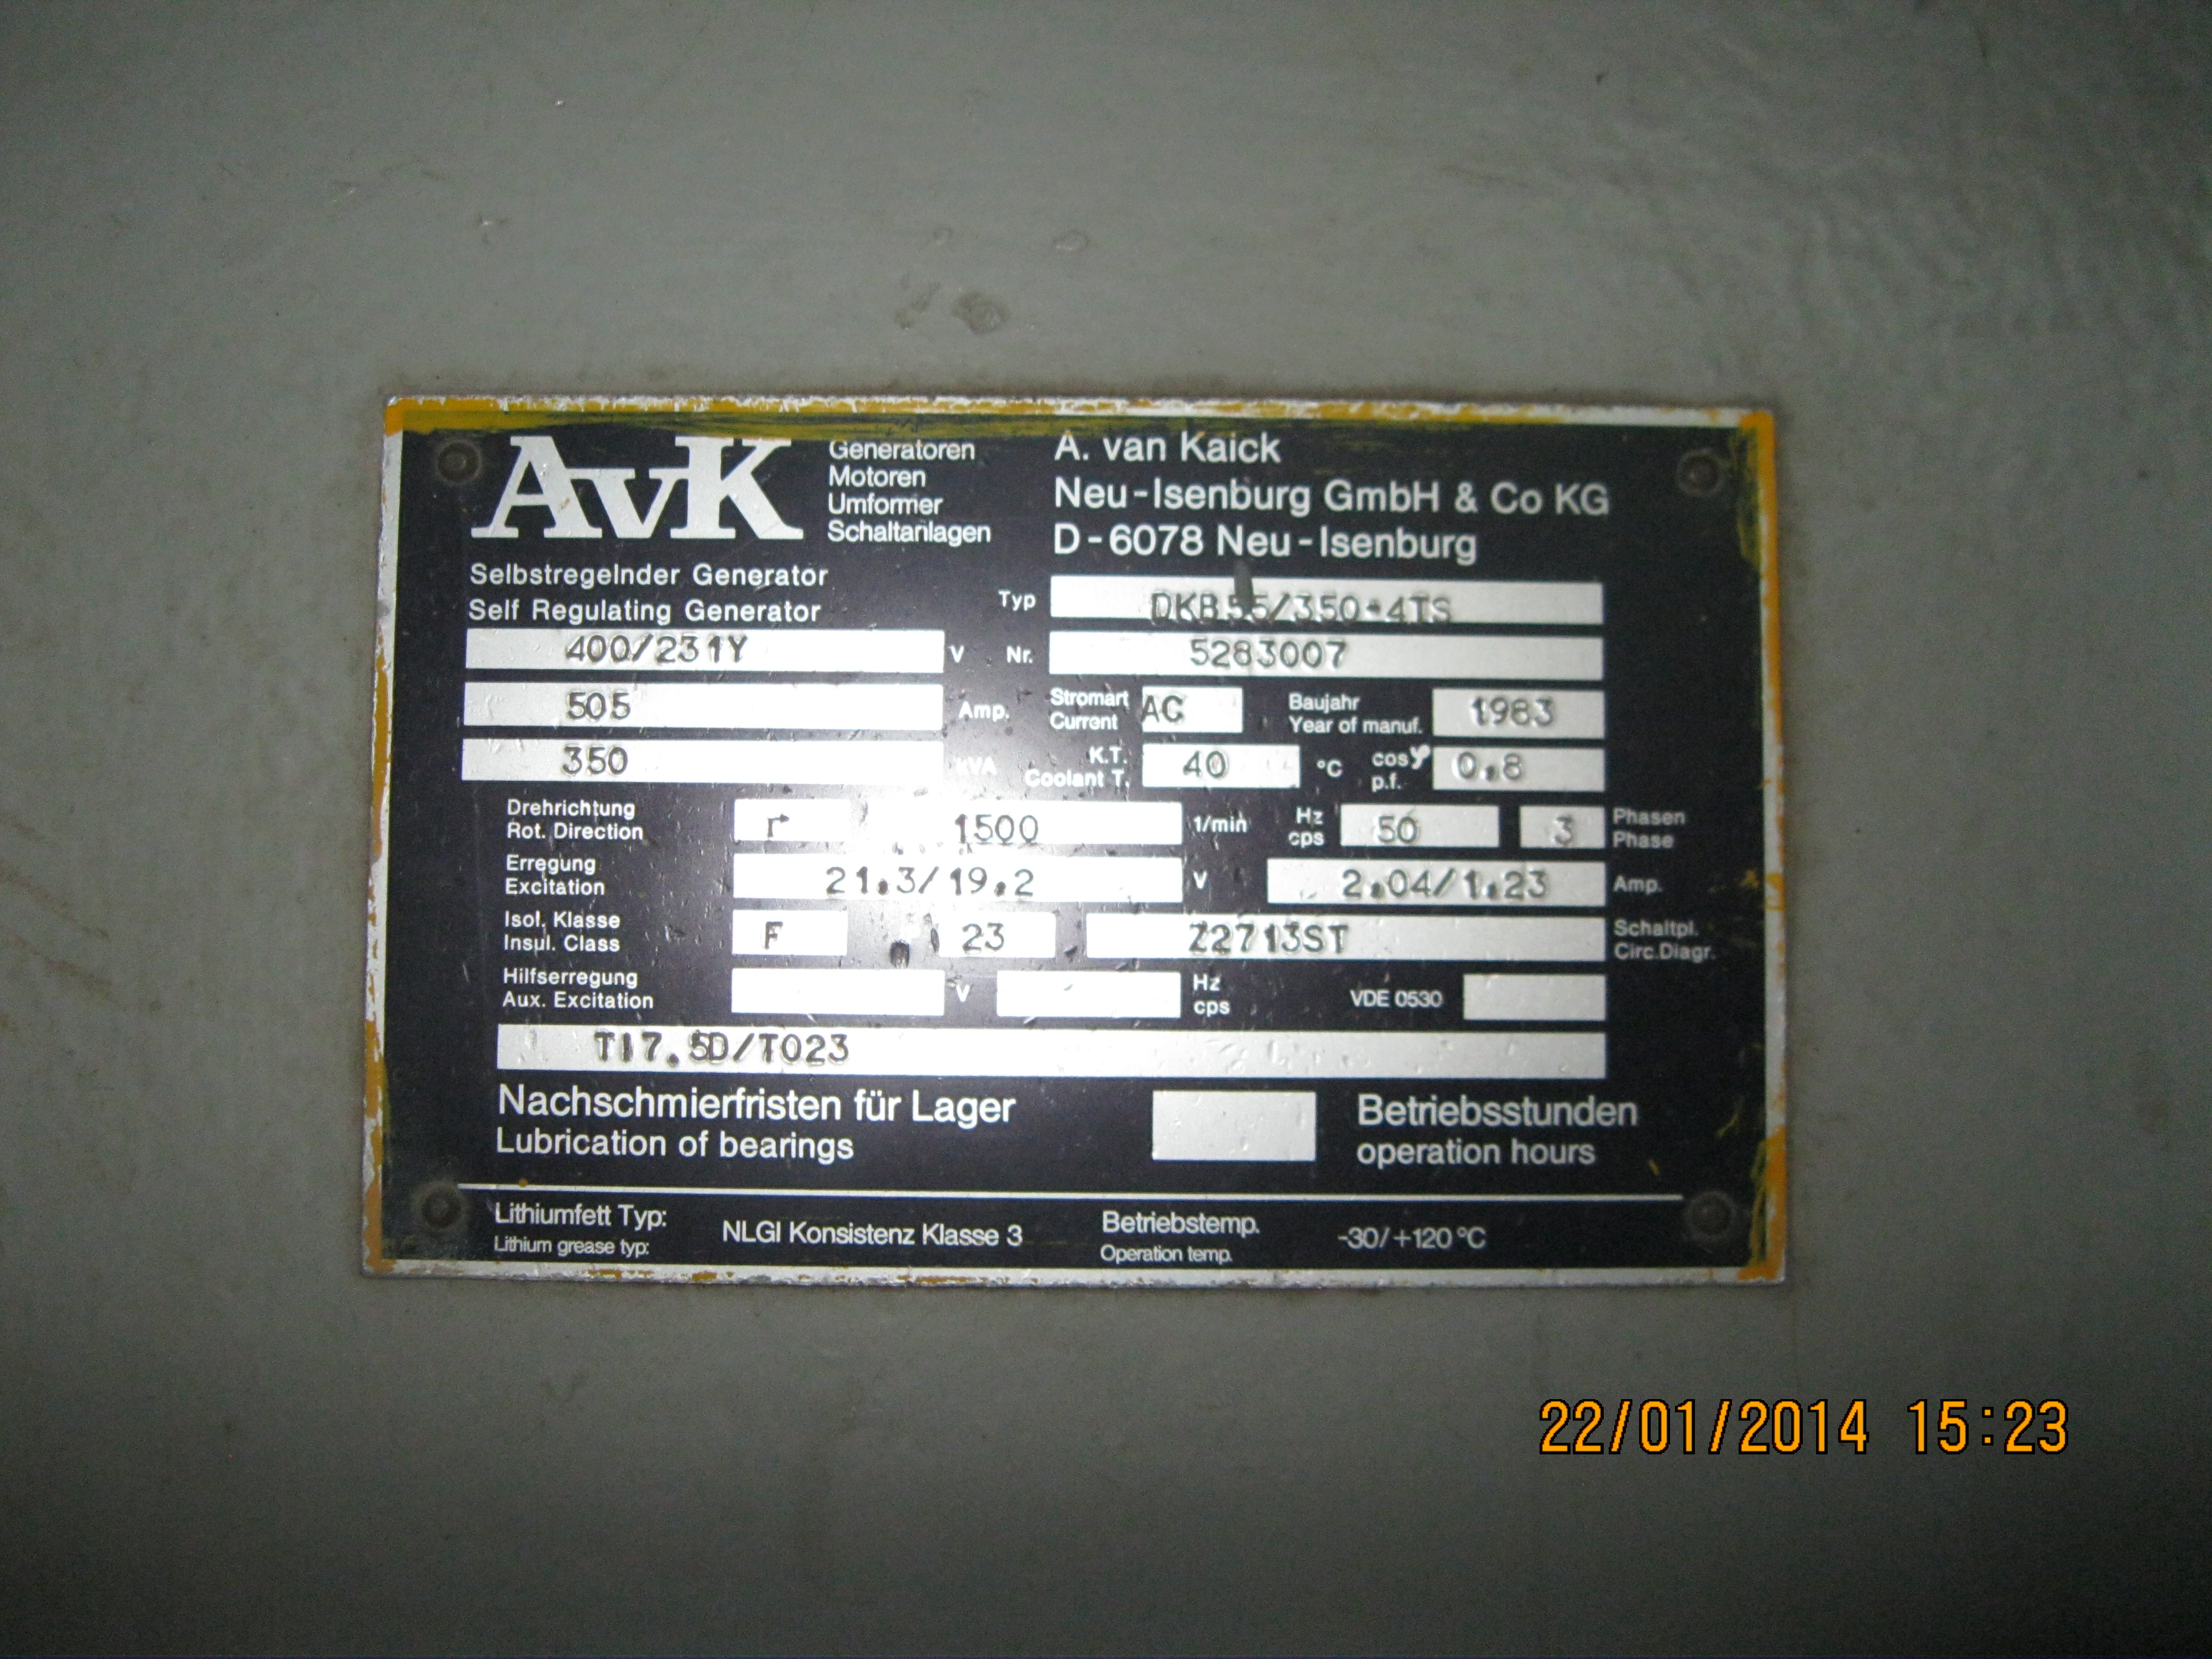 AvK
Generatoren
Motoren
Umformer
Schaltanlagen
A. van Kaick
Neu-Isenburg GmbH & Co KG
D-6078 Neu-Isenburg
Selbstregelnder Generator
Self Regulating Generator
Typ DKB55/350-4TS
400/231Y V Nr. 5283007
505 Amp. Stromart Current AC Baujahr Year of manuf. 1983
350 kVA K.T. Coolant T. 40 °C cosφ p.f. 0.8
Drehrichtung Rot. Direction 1500 1/min Hz cps 50 3 Phasen Phase
Erregung Excitation 21.3/19.2 V 2.04/1.23 Amp.
Isol. Klasse Insul. Class F 23 Z2713ST Schaltpl. Circ.Diagr.
Hilfserregung Aux. Excitation V Hz cps VDE 0530
T17.5D/T023
Nachschmierfristen für Lager Betriebsstunden
Lubrication of bearings operation hours
Lithiumfett Typ: NLGI Konsistenz Klasse 3 Betriebstemp. -30/+120°C
Lithium grease typ: Operation temp.
22/01/2014 15:23